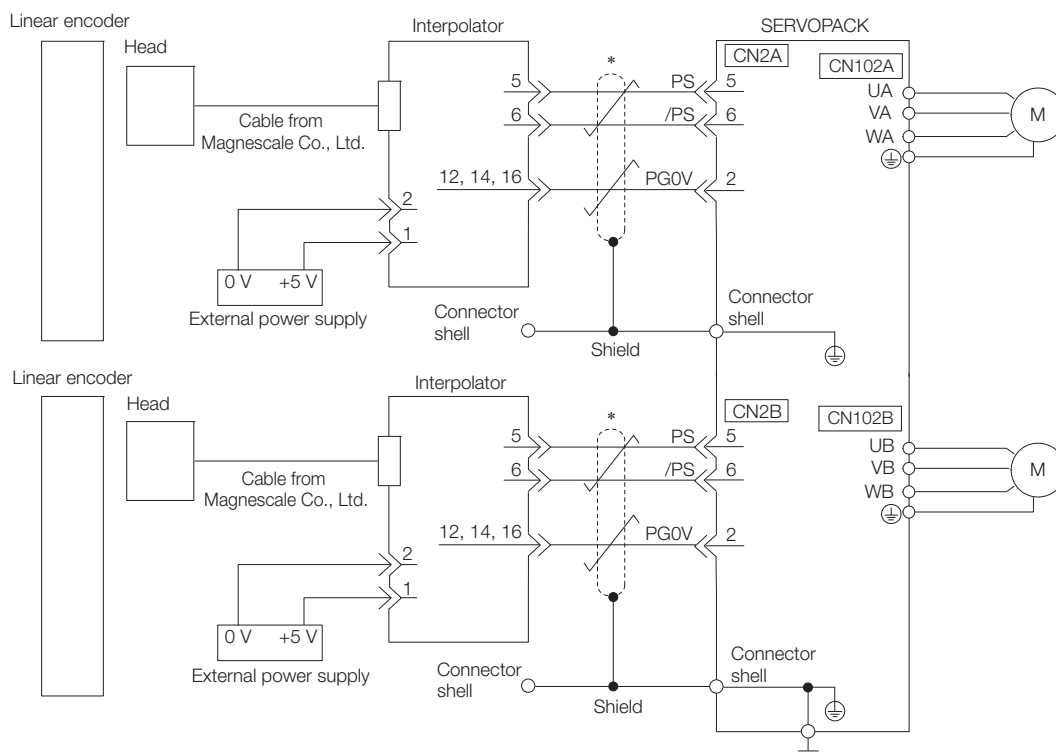 Linear encoder
Head
Interpolator
SERVOPACK
CN2A
CN102A
*
5
PS
5
6
/PS
6
12, 14, 16
PG0V
2
Cable from
Magnescale Co., Ltd.
2
1
0 V
+5 V
External power supply
Connector
shell
Shield
Connector
shell
UA
VA
WA
M
Linear encoder
Head
Interpolator
CN2B
CN102B
*
5
PS
5
6
/PS
6
12, 14, 16
PG0V
2
Cable from
Magnescale Co., Ltd.
2
1
0 V
+5 V
External power supply
Connector
shell
Shield
Connector
shell
UB
VB
WB
M